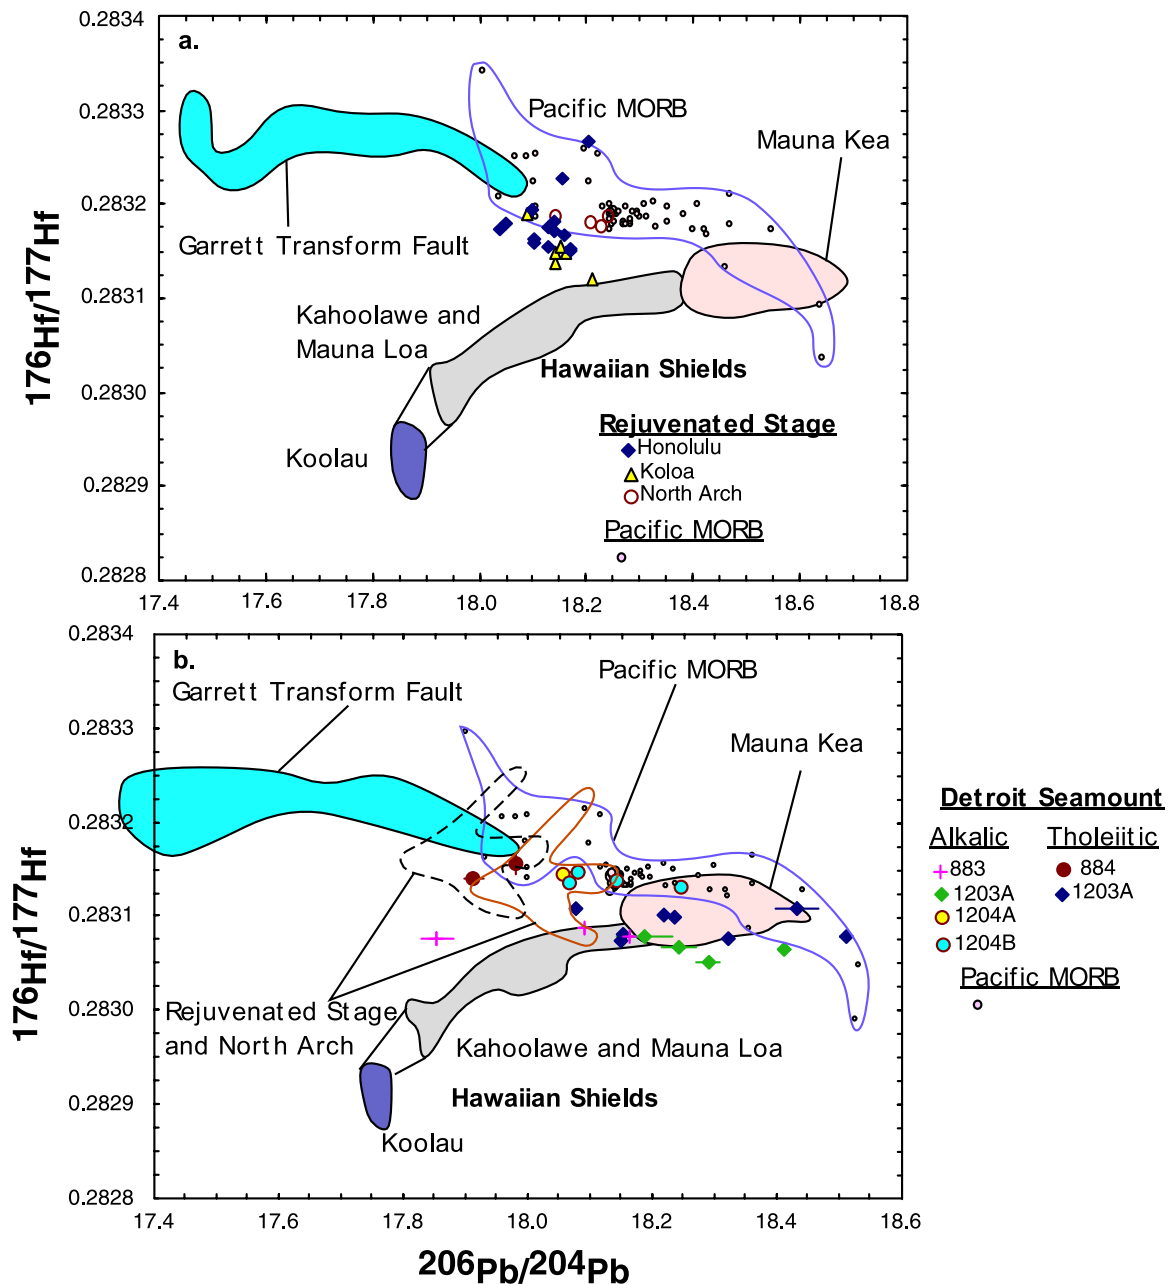 a.
0.2834
0.2833
0.2832
0.2831
0.2830
0.2829
0.2828
176Hf/177Hf
Pacific MORB
Mauna Kea
Garrett Transform Fault
Kahoolawe and
Mauna Loa
Hawaiian Shields
Koolau
Rejuvenated Stage
Honolulu
Koloa
North Arch
Pacific MORB
17.4 17.6 17.8 18.0 18.2 18.4 18.6 18.8
b.
0.2834
0.2833
0.2832
0.2831
0.2830
0.2829
0.2828
176Hf/177Hf
Garrett Transform Fault
Pacific MORB
Mauna Kea
Rejuvenated Stage
and North Arch
Kahoolawe and Mauna Loa
Hawaiian Shields
Koolau
17.4 17.6 17.8 18.0 18.2 18.4 18.6
206Pb/204Pb
Detroit Seamount
Alkalic Tholeiitic
883 884
1203A 1203A
1204A
1204B
Pacific MORB